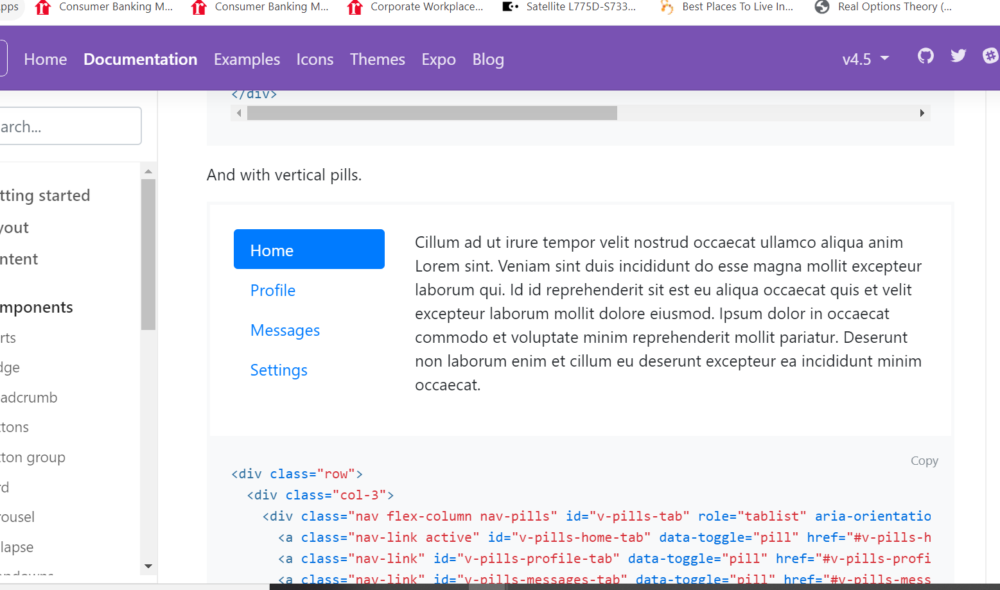 pps Consumer Banking M... Consumer Banking M... Corporate Workplace... Satellite L775D-S733... Best Places To Live In... Real Options Theory (...
Home Documentation Examples Icons Themes Expo Blog v4.5
</div>
arch...
And with vertical pills.
tting started
yout
ntent
mponents
rts
dge
adcrumb
ttons
tton group
rd
rousel
lapse
Home
Profile
Messages
Settings
Cillum ad ut irure tempor velit nostrud occaecat ullamco aliqua anim
Lorem sint. Veniam sint duis incididunt do esse magna mollit excepteur
laborum qui. Id id reprehenderit sit est eu aliqua occaecat quis et velit
excepteur laborum mollit dolore eiusmod. Ipsum dolor in occaecat
commodo et voluptate minim reprehenderit mollit pariatur. Deserunt
non laborum enim et cillum eu deserunt excepteur ea incididunt minim
occaecat.
Copy
<div class="row">
<div class="col-3">
<div class="nav flex-column nav-pills" id="v-pills-tab" role="tablist" aria-orientatio
<a class="nav-link active" id="v-pills-home-tab" data-toggle="pill" href="#v-pills-h
<a class="nav-link" id="v-pills-profile-tab" data-toggle="pill" href="#v-pills-profi
<a class="nav-link" id="v-pills-messages-tab" data-toggle="pill" href="#v-pills-mess